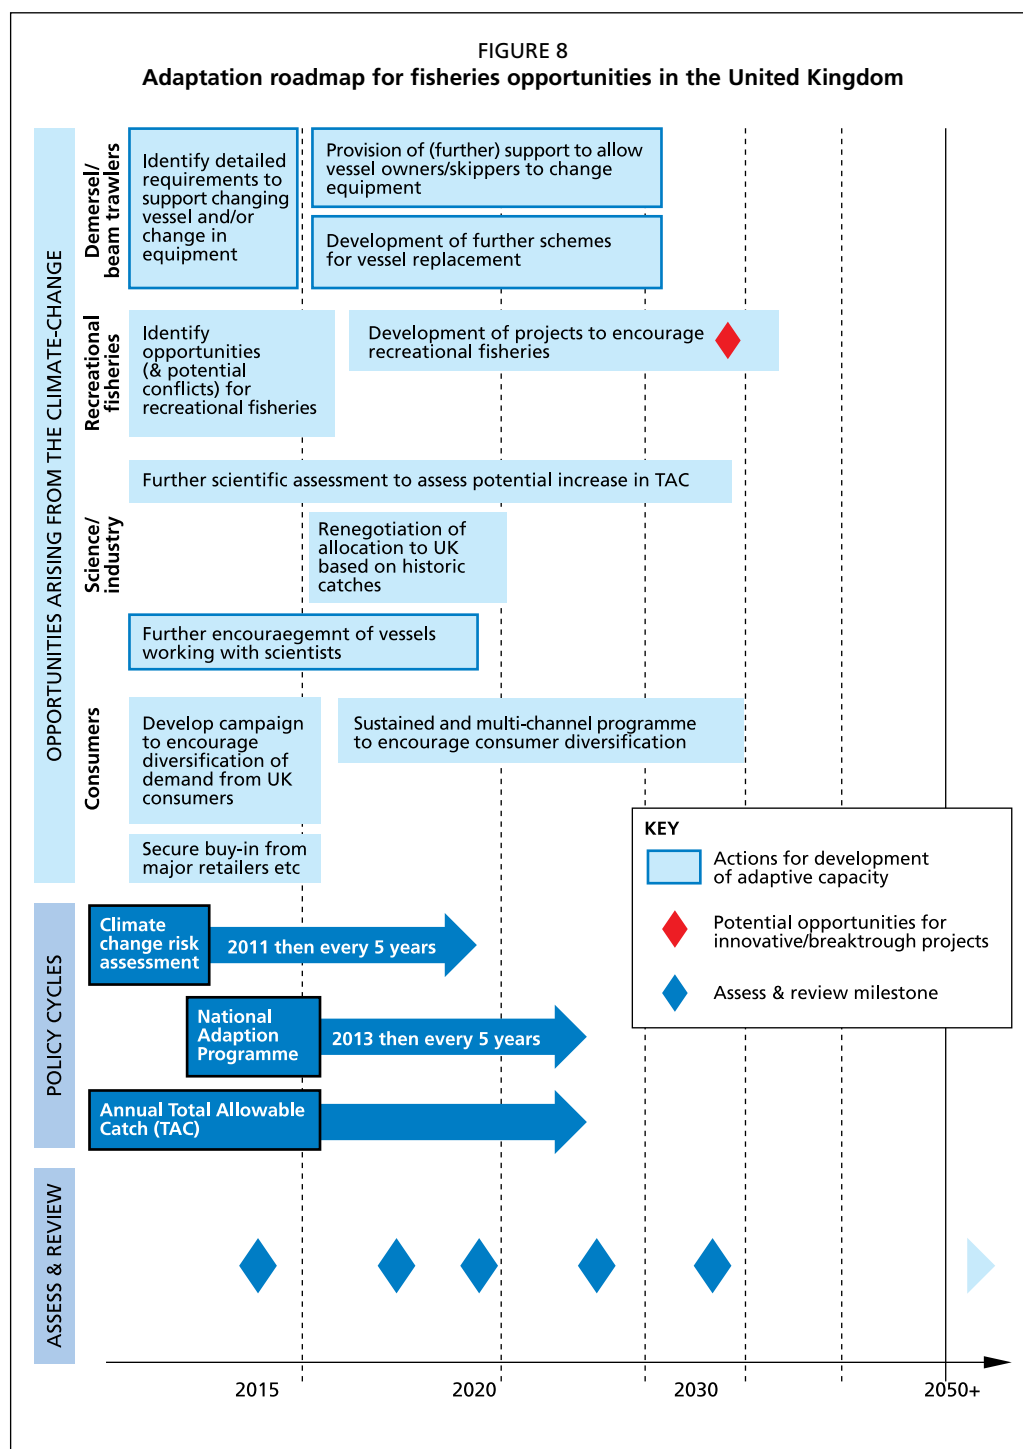 FIGURE 8
Adaptation roadmap for fisheries opportunities in the United Kingdom
OPPORTUNITIES ARISING FROM THE CLIMATE-CHANGE
Demersel/
beam trawlers
Identify detailed
requirements to
support changing
vessel and/or
change in
equipment
Provision of (further) support to allow
vessel owners/skippers to change
equipment
Development of further schemes
for vessel replacement
Recreational
fisheries
Identify
opportunities
(& potential
conflicts) for
recreational fisheries
Development of projects to encourage
recreational fisheries
Science/
industry
Further scientific assessment to assess potential increase in TAC
Renegotiation of
allocation to UK
based on historic
catches
Further encouraegemnt of vessels
working with scientists
Consumers
Develop campaign
to encourage
diversification of
demand from UK
consumers
Sustained and multi-channel programme
to encourage consumer diversification
Secure buy-in from
major retailers etc
KEY
Actions for development
of adaptive capacity
Potential opportunities for
innovative/breaktrough projects
Assess & review milestone
POLICY CYCLES
Climate
change risk
assessment
2011 then every 5 years
National
Adaption
Programme
2013 then every 5 years
Annual Total Allowable
Catch (TAC)
ASSESS & REVIEW
2015
2020
2030
2050+